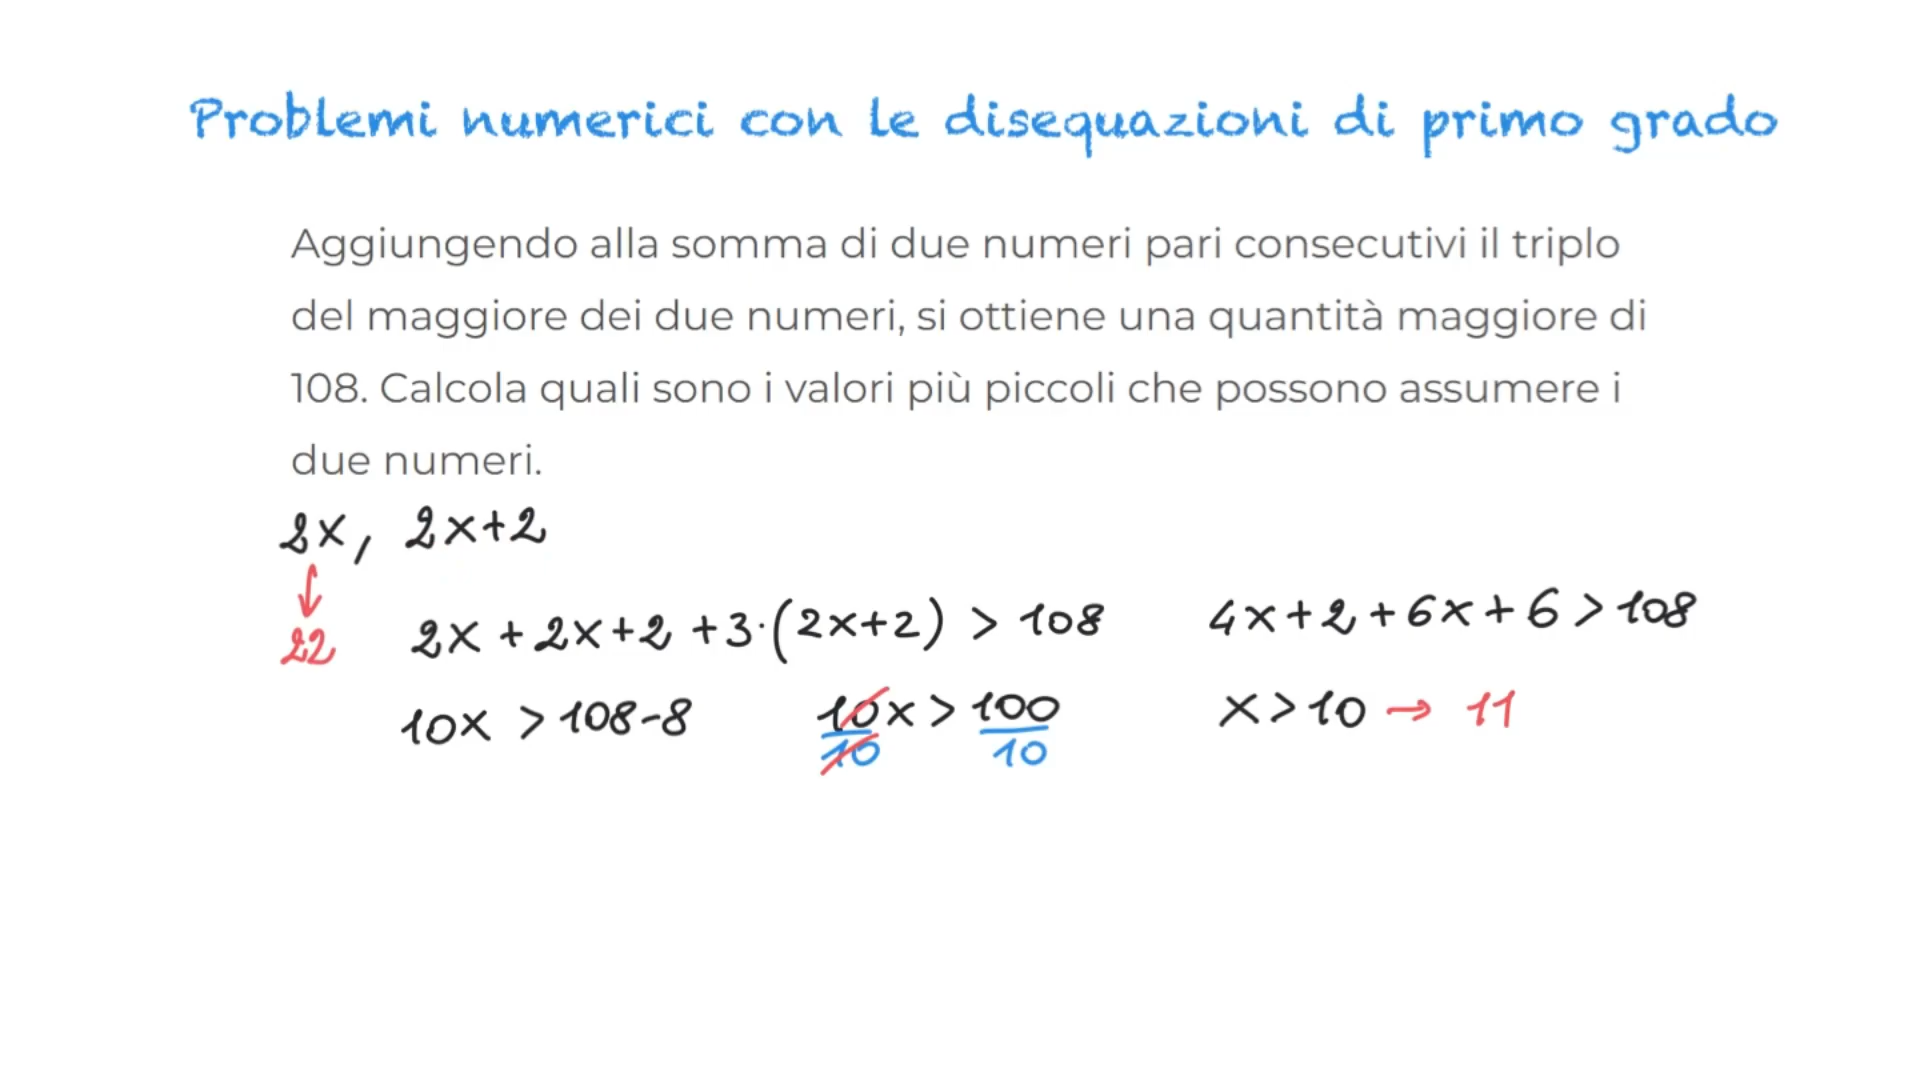 Problemi numerici con le disequazioni di primo grado
Aggiungendo alla somma di due numeri pari consecutivi il triplo
del maggiore dei due numeri, si ottiene una quantità maggiore di
108. Calcola quali sono i valori più piccoli che possono assumere i
due numeri.
2x, 2x+2
↓
22 2x + 2x+2 +3·(2x+2) > 108 4x+2+6x+6>108
10x > 108-8 10x/10 > 100/10 x>10 → 11